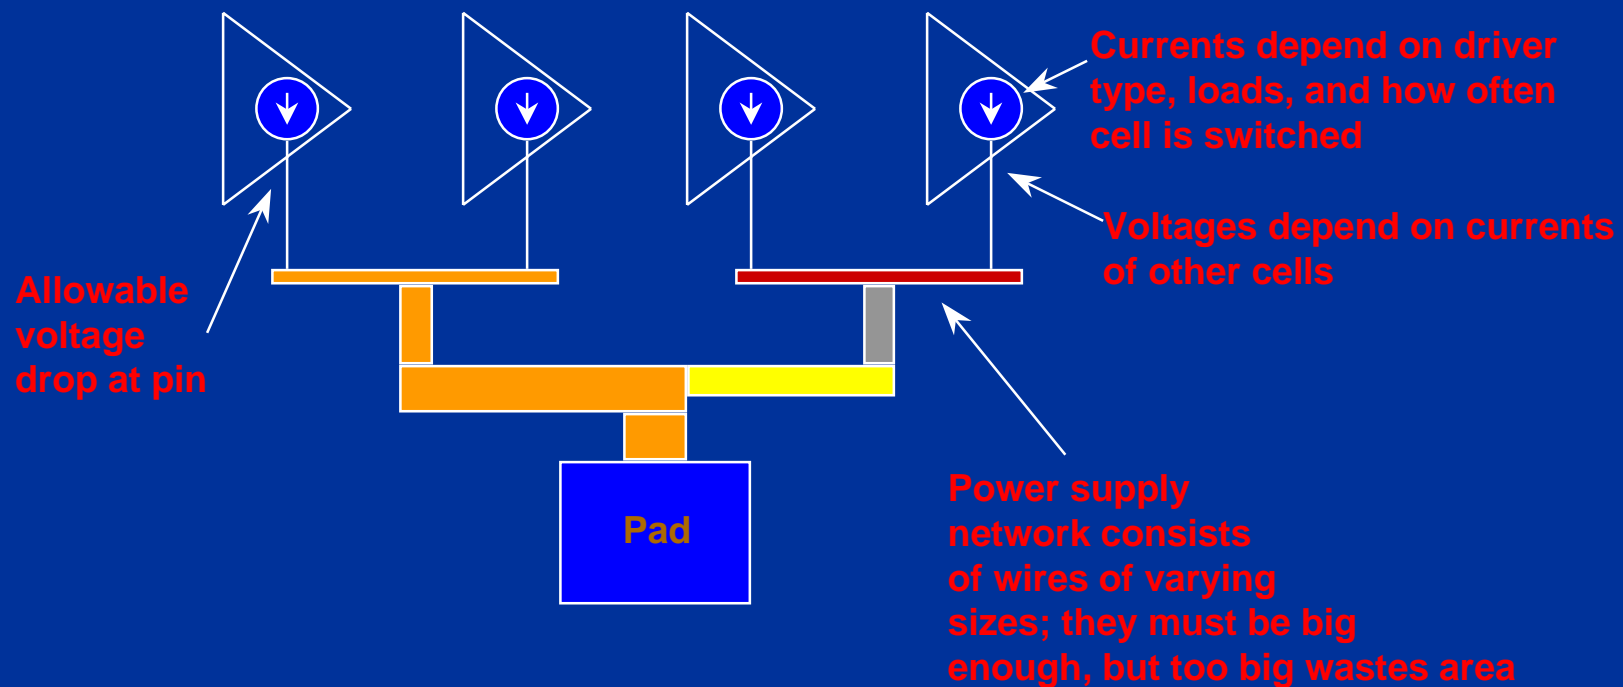 Currents depend on driver
type, loads, and how often
cell is switched
Voltages depend on currents
of other cells
Allowable
voltage
drop at pin
Pad
Power supply
network consists
of wires of varying
sizes; they must be big
enough, but too big wastes area